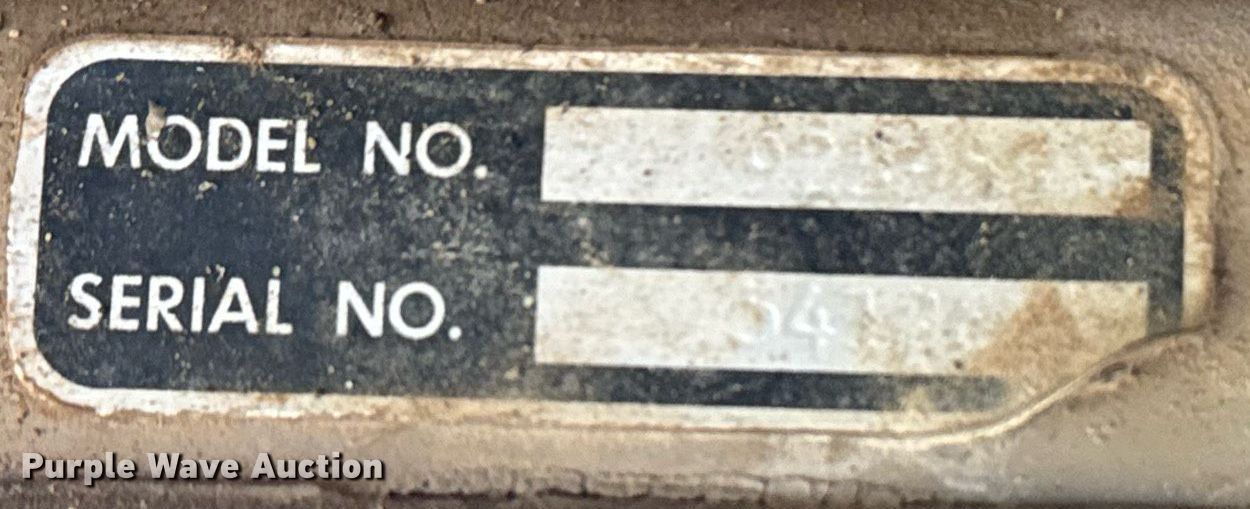 MODEL NO.
SERIAL NO.
Purple Wave Auction